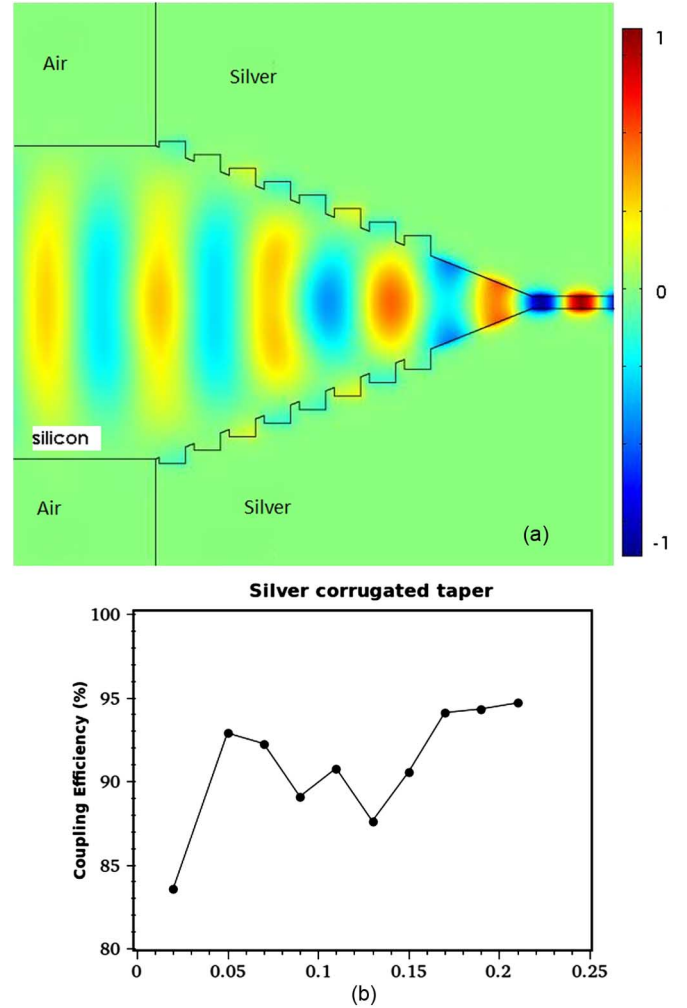 Air
Silver
1
0
silicon
Air
Silver
(a)
-1
Silver corrugated taper
Coupling Efficiency (%)
100
95
90
85
80
0 0.05 0.1 0.15 0.2 0.25
(b)